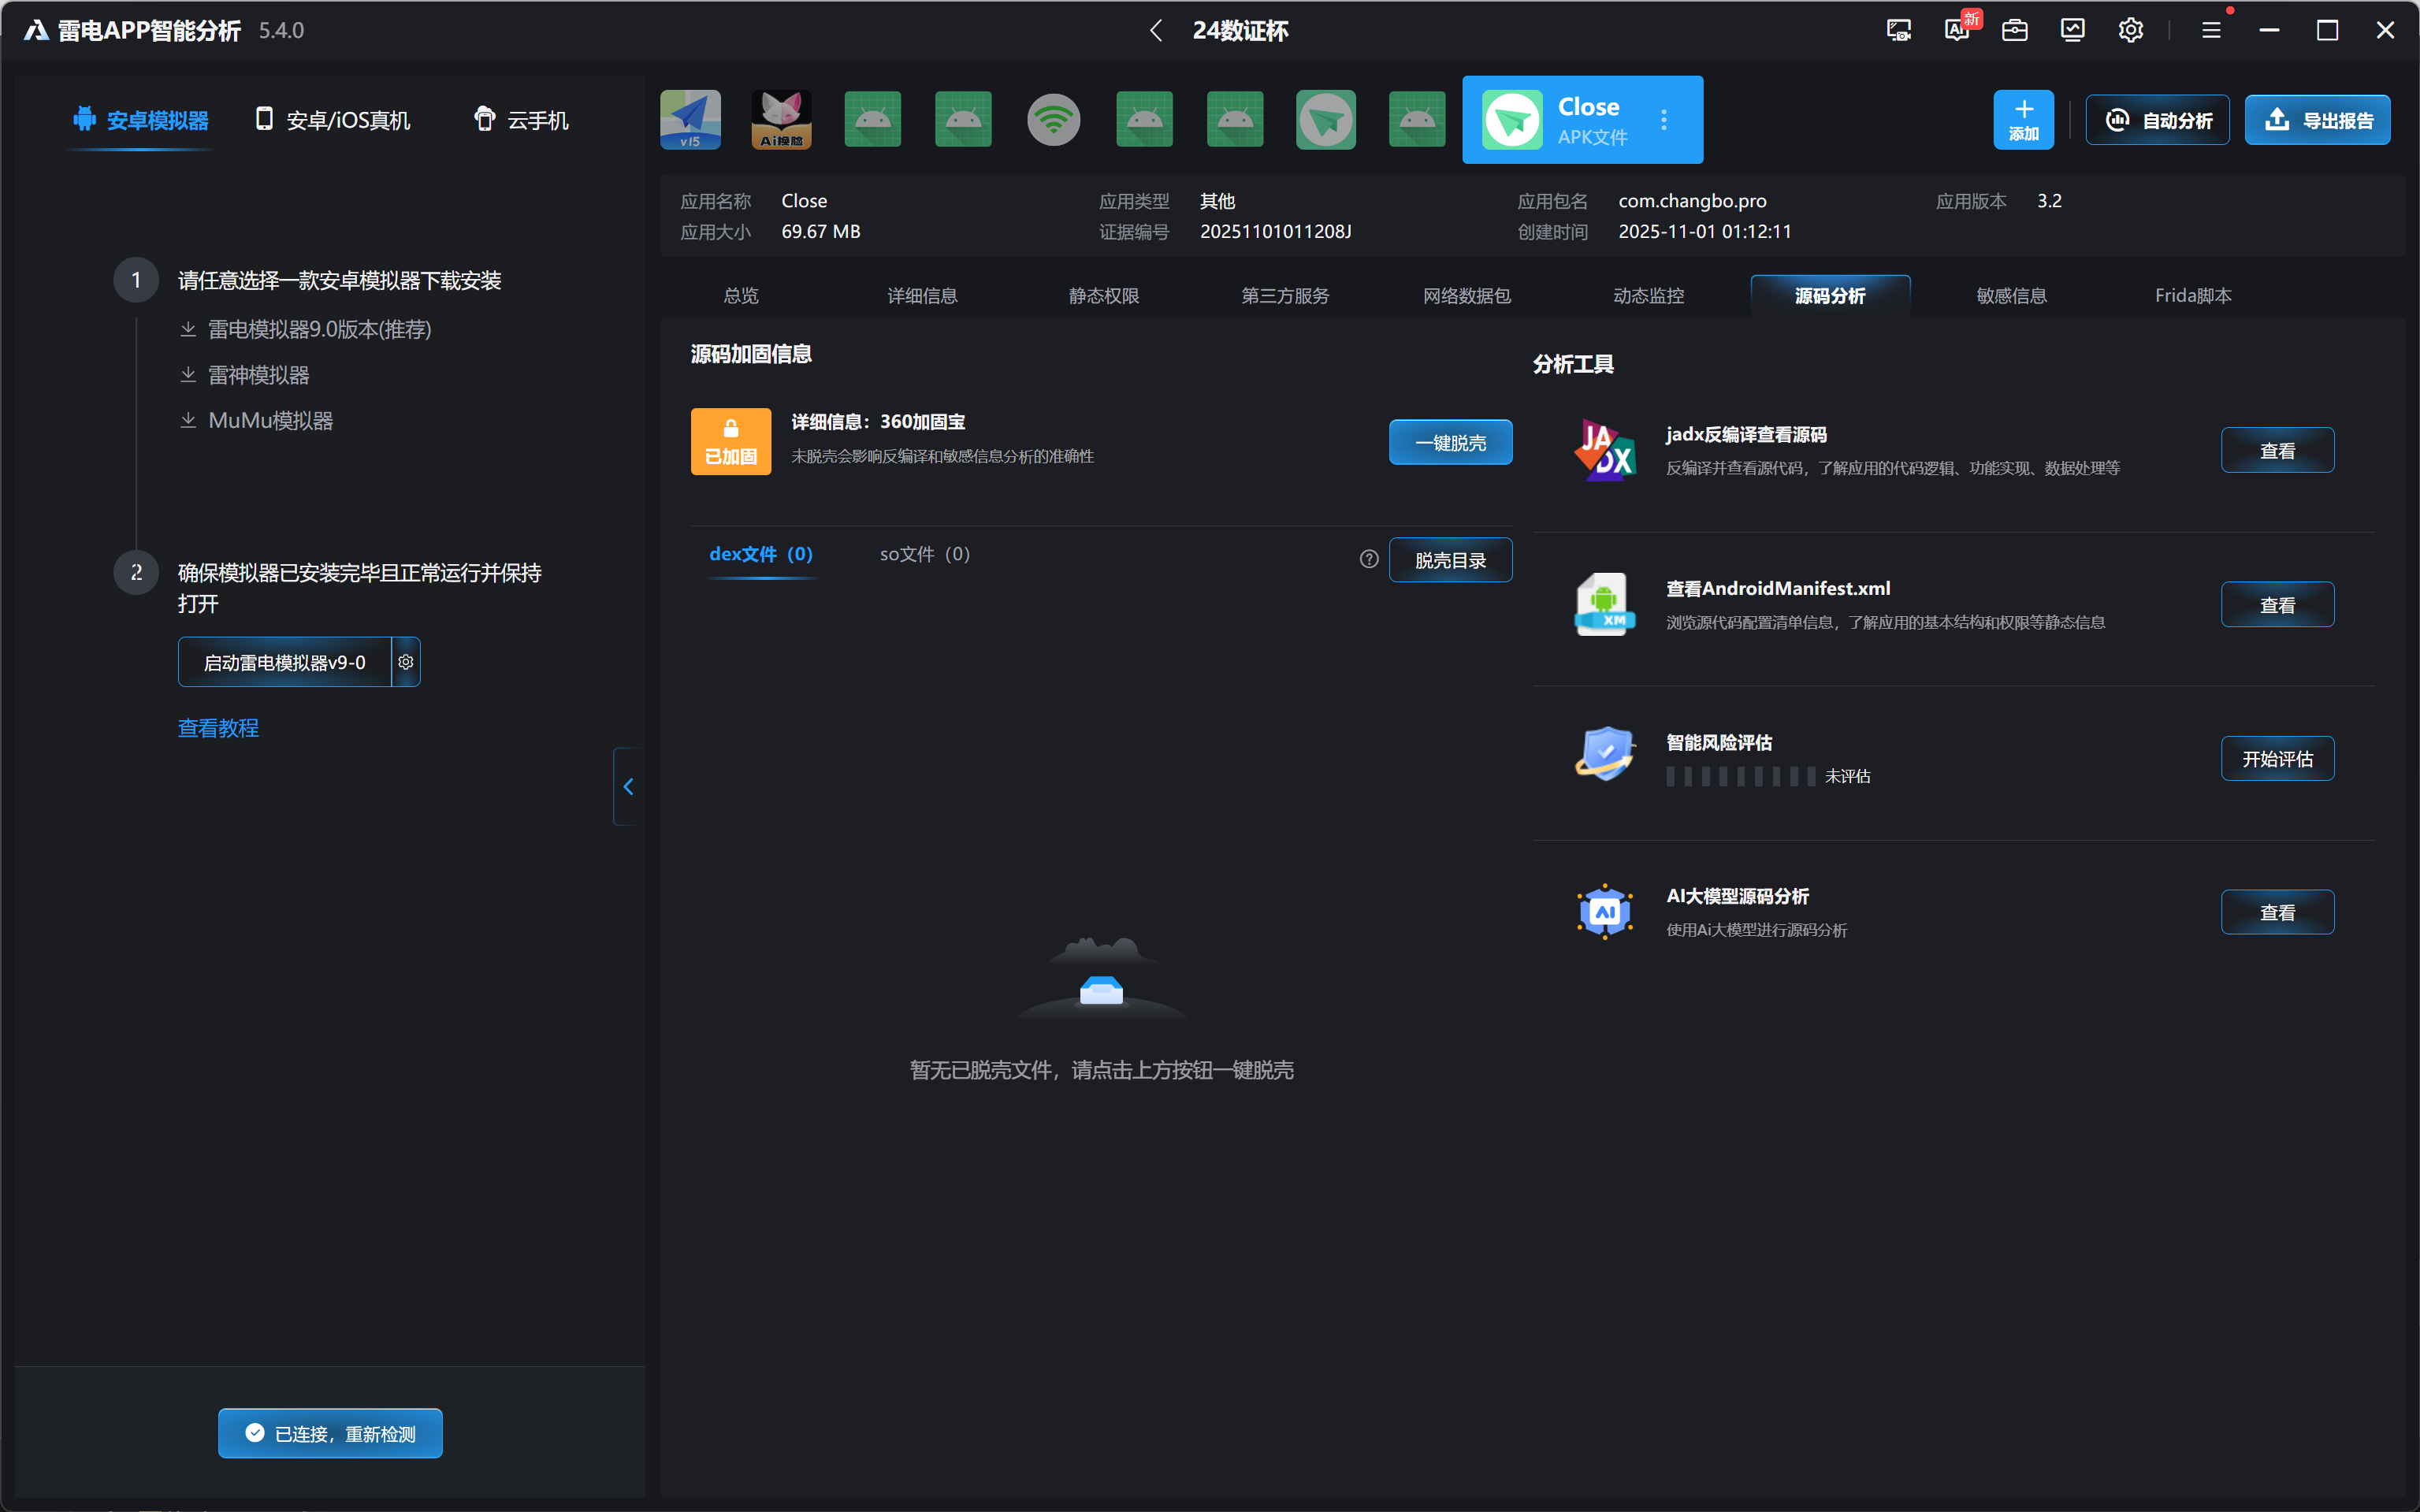 雷电APP智能分析 5.4.0
24数证杯
新
安卓模拟器
安卓/iOS真机
云手机
v15
Ai换脸
Close
APK文件
添加
自动分析
导出报告
应用名称 Close
应用类型 其他
应用包名 com.changbo.pro
应用版本 3.2
应用大小 69.67 MB
证据编号 20251101011208J
创建时间 2025-11-01 01:12:11
总览
详细信息
静态权限
第三方服务
网络数据包
动态监控
源码分析
敏感信息
Frida脚本
1
请任意选择一款安卓模拟器下载安装
雷电模拟器9.0版本(推荐)
雷神模拟器
MuMu模拟器
2
确保模拟器已安装完毕且正常运行并保持
打开
启动雷电模拟器v9-0
查看教程
已连接，重新检测
源码加固信息
已加固
详细信息：360加固宝
未脱壳会影响反编译和敏感信息分析的准确性
一键脱壳
dex文件（0）
so文件（0）
脱壳目录
暂无已脱壳文件，请点击上方按钮一键脱壳
分析工具
JADX
jadx反编译查看源码
反编译并查看源代码，了解应用的代码逻辑、功能实现、数据处理等
查看
XM
查看AndroidManifest.xml
浏览源代码配置清单信息，了解应用的基本结构和权限等静态信息
查看
智能风险评估
未评估
开始评估
AI
AI大模型源码分析
使用Ai大模型进行源码分析
查看